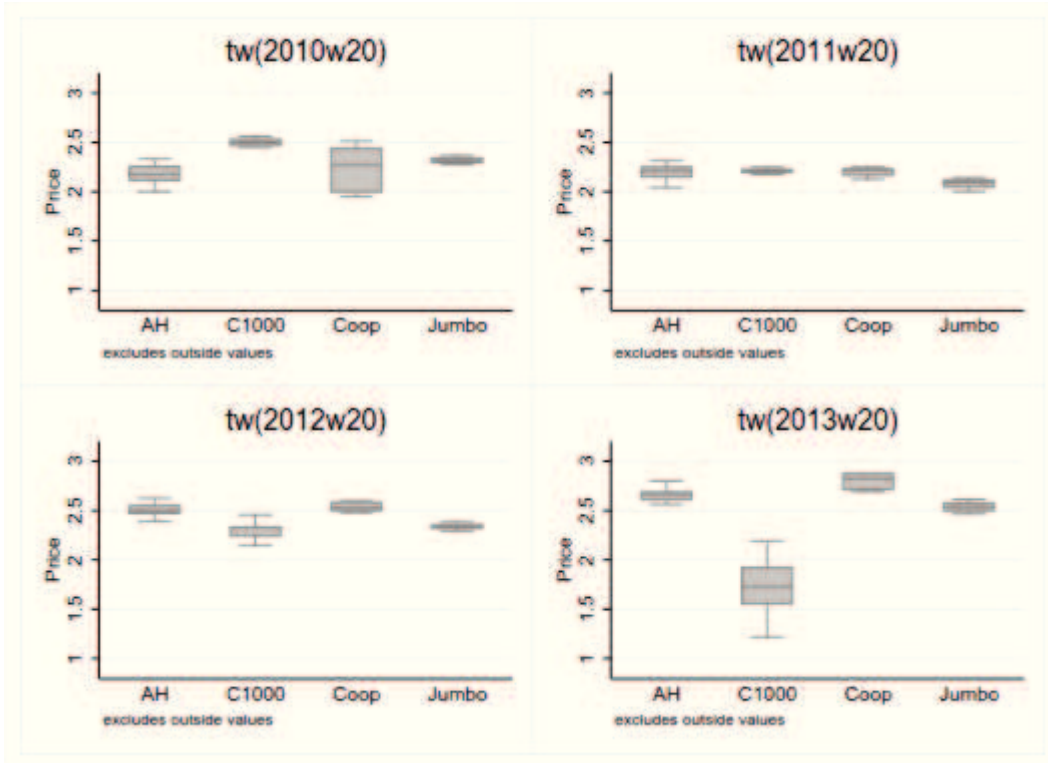 tw(2010w20)
Price
3
2.5
2
1.5
1
AH C1000 Coop Jumbo
excludes outside values
tw(2011w20)
Price
3
2.5
2
1.5
1
AH C1000 Coop Jumbo
excludes outside values
tw(2012w20)
Price
3
2.5
2
1.5
1
AH C1000 Coop Jumbo
excludes outside values
tw(2013w20)
Price
3
2.5
2
1.5
1
AH C1000 Coop Jumbo
excludes outside values